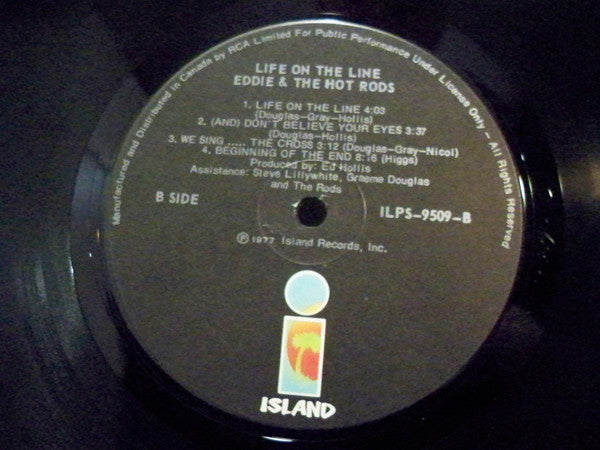 Manufactured and Distributed in Canada by RCA Limited For Public Performance Under License Only - All Rights Reserved
LIFE ON THE LINE
EDDIE & THE HOT RODS
1. LIFE ON THE LINE 4:03
(Douglas-Gray-Hollis)
2. (AND) DON'T BELIEVE YOUR EYES 3:37
(Douglas-Hollis)
3. WE SING ..... THE CROSS 3:12 (Douglas-Gray-Nicol)
4. BEGINNING OF THE END 8:16 (Higgs)
Produced by: Ed Hollis
Assistance: Steve Lillywhite, Graeme Douglas
and The Rods
B SIDE
ILPS-9509-B
℗ 1977 Island Records, Inc.
ISLAND